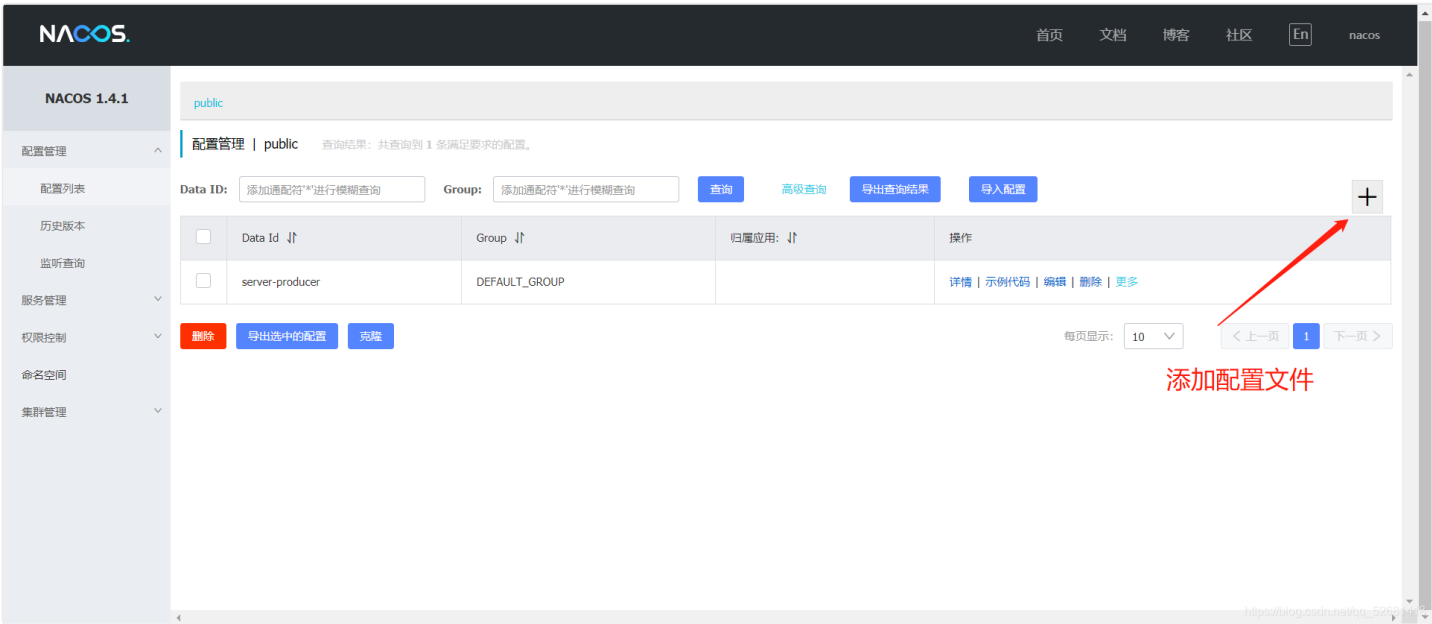 NACOS.
首页 文档 博客 社区 En nacos
NACOS 1.4.1
配置管理
配置列表
历史版本
监听查询
服务管理
权限控制
命名空间
集群管理
public
配置管理 | public 查询结果：共查询到 1 条满足要求的配置。
Data ID: 添加通配符'*'进行模糊查询 Group: 添加通配符'*'进行模糊查询 查询 高级查询 导出查询结果 导入配置
Data Id Group 归属应用: 操作
server-producer DEFAULT_GROUP 详情 | 示例代码 | 编辑 | 删除 | 更多
删除 导出选中的配置 克隆 每页显示: 10 上一页 1 下一页
添加配置文件